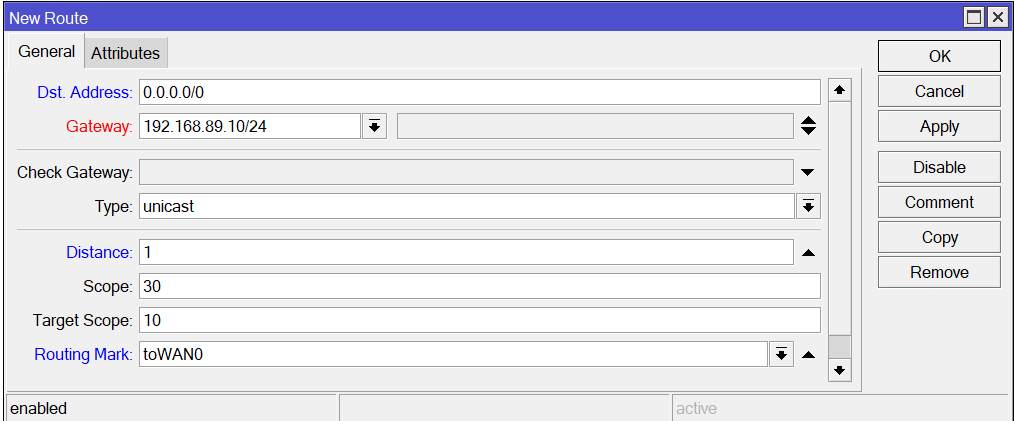 New Route
General Attributes
Dst. Address: 0.0.0.0/0
Gateway: 192.168.89.10/24
Check Gateway:
Type: unicast
Distance: 1
Scope: 30
Target Scope: 10
Routing Mark: toWAN0
OK
Cancel
Apply
Disable
Comment
Copy
Remove
enabled
active